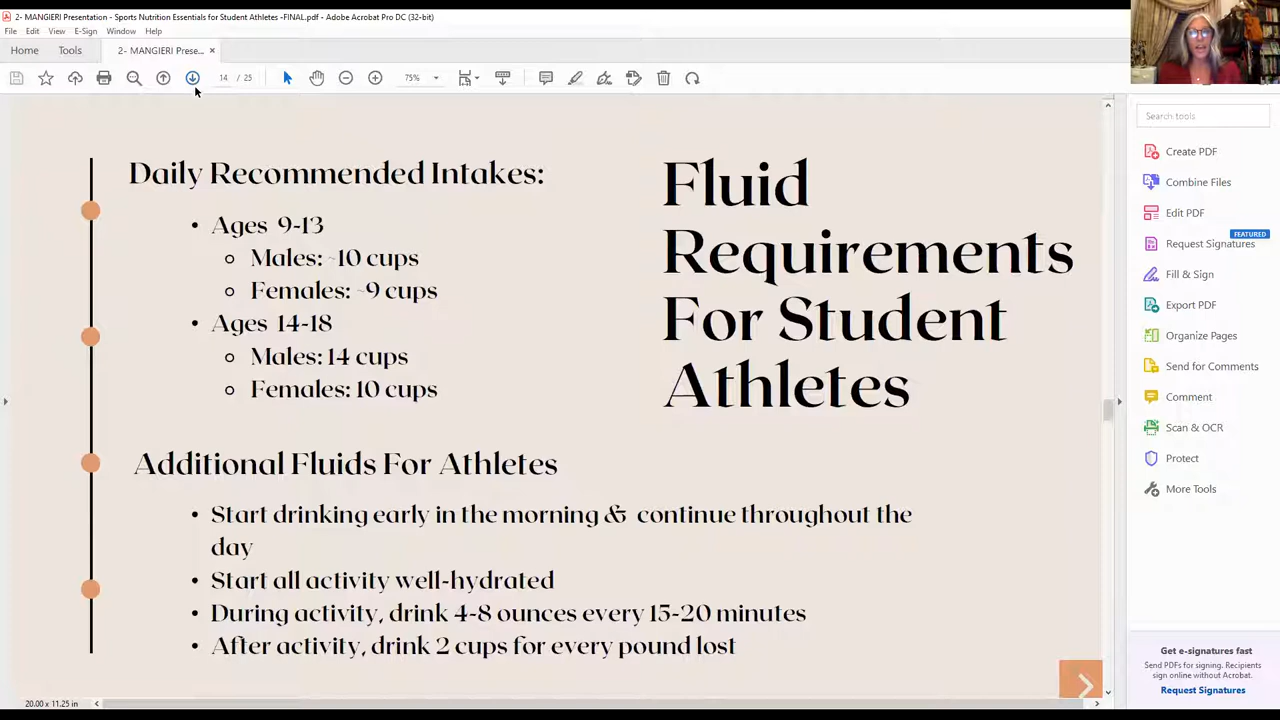 2- MANGIERI Presentation - Sports Nutrition Essentials for Student Athletes -FINAL.pdf - Adobe Acrobat Pro DC (32-bit)
File Edit View E-Sign Window Help
Home Tools 2- MANGIERI Prese... ×
14 / 25 75%
Daily Recommended Intakes:
• Ages 9-13
Males: ~10 cups
Females: ~9 cups
• Ages 14-18
Males: 14 cups
Females: 10 cups
Fluid
Requirements
For Student
Athletes
Additional Fluids For Athletes
• Start drinking early in the morning & continue throughout the
day
• Start all activity well-hydrated
• During activity, drink 4-8 ounces every 15-20 minutes
• After activity, drink 2 cups for every pound lost
20.00 x 11.25 in
Search tools
Create PDF
Combine Files
Edit PDF
FEATURED
Request Signatures
Fill & Sign
Export PDF
Organize Pages
Send for Comments
Comment
Scan & OCR
Protect
More Tools
Get e-signatures fast
Send PDFs for signing. Recipients
sign online without Acrobat.
Request Signatures